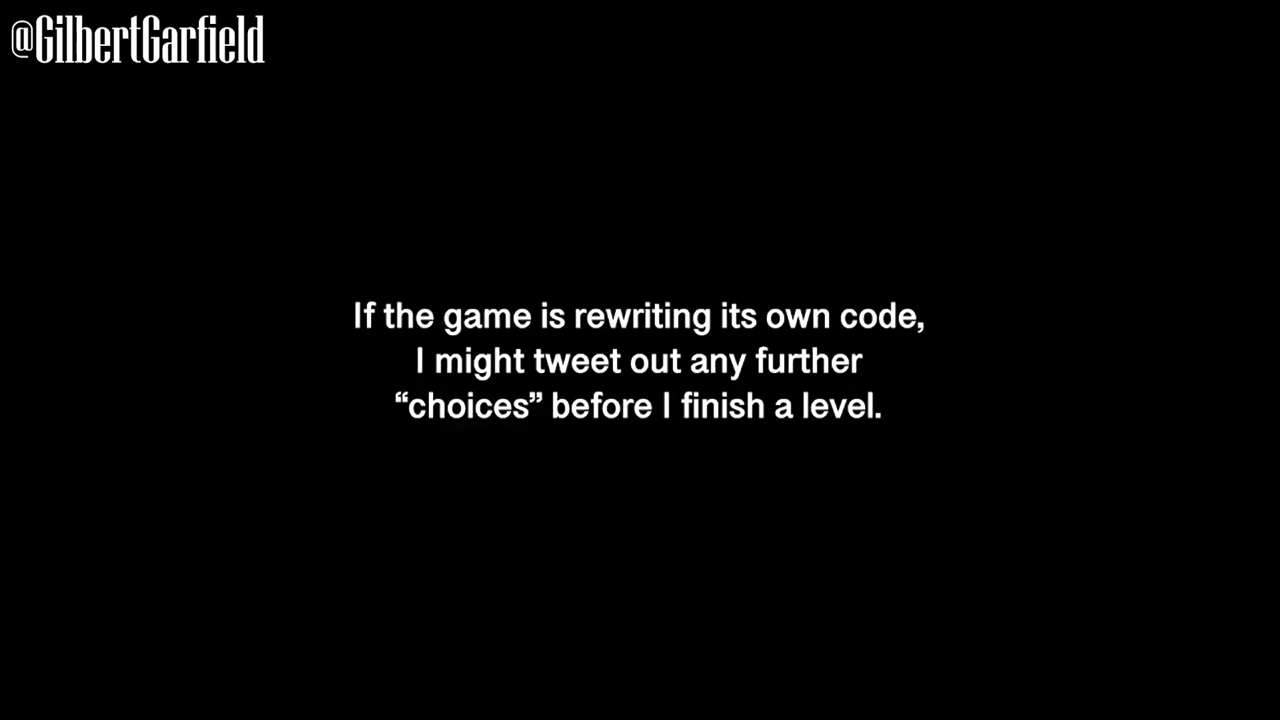 @GilbertGarfield
If the game is rewriting its own code,
I might tweet out any further
“choices” before I finish a level.